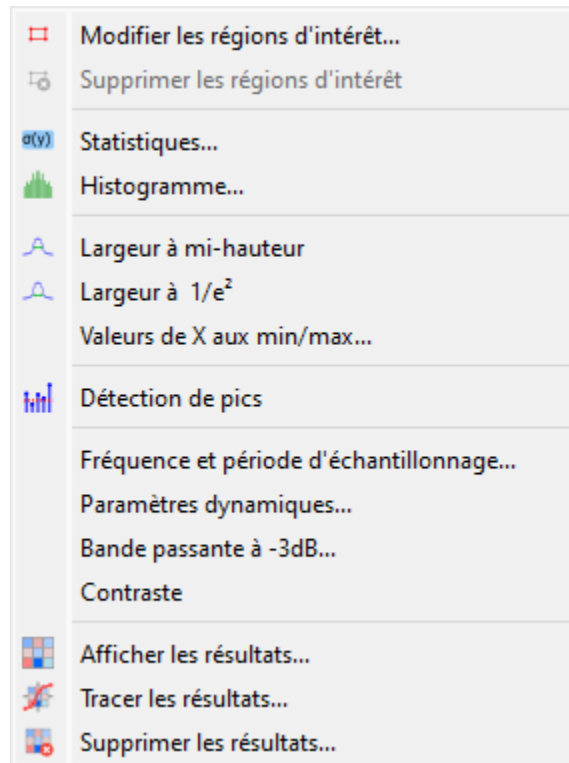 Modifier les régions d'intérêt...
Supprimer les régions d'intérêt
σ(y) Statistiques...
Histogramme...
Largeur à mi-hauteur
Largeur à 1/e²
Valeurs de X aux min/max...
Détection de pics
Fréquence et période d'échantillonnage...
Paramètres dynamiques...
Bande passante à -3dB...
Contraste
Afficher les résultats...
Tracer les résultats...
Supprimer les résultats...